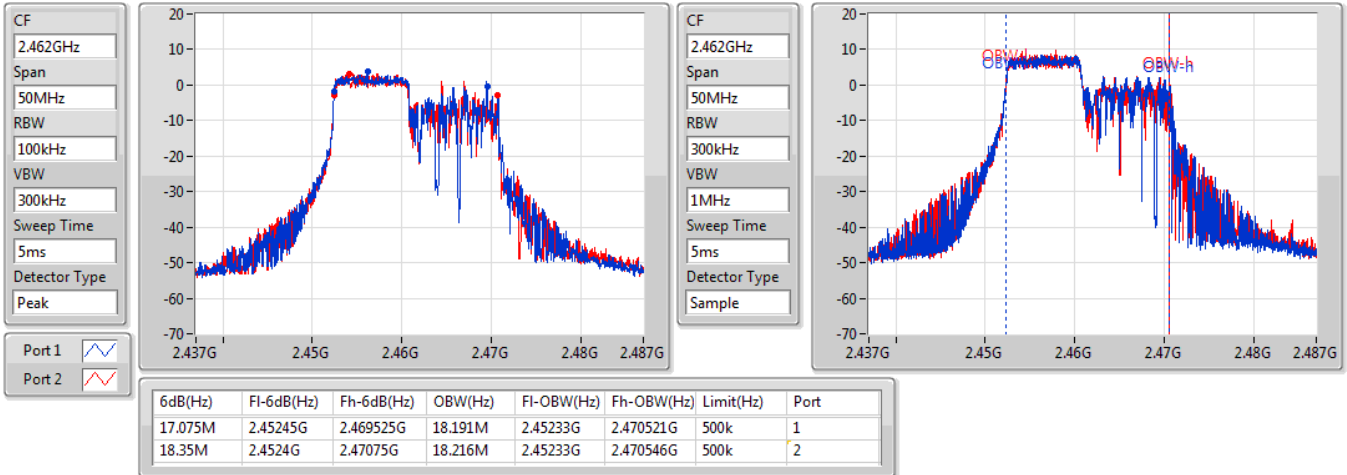 CF
2.462GHz
Span
50MHz
RBW
100kHz
VBW
300kHz
Sweep Time
5ms
Detector Type
Peak
20
10
0
-10
-20
-30
-40
-50
-60
-70
2.437G 2.45G 2.46G 2.47G 2.48G 2.487G
Port 1
Port 2
CF
2.462GHz
Span
50MHz
RBW
300kHz
VBW
1MHz
Sweep Time
5ms
Detector Type
Sample
20
10
0
-10
-20
-30
-40
-50
-60
-70
OBW-h
OBW-h
2.437G 2.45G 2.46G 2.47G 2.48G 2.487G
6dB(Hz) Fl-6dB(Hz) Fh-6dB(Hz) OBW(Hz) Fl-OBW(Hz) Fh-OBW(Hz) Limit(Hz) Port
17.075M 2.45245G 2.469525G 18.191M 2.45233G 2.470521G 500k 1
18.35M 2.4524G 2.47075G 18.216M 2.45233G 2.470546G 500k 2